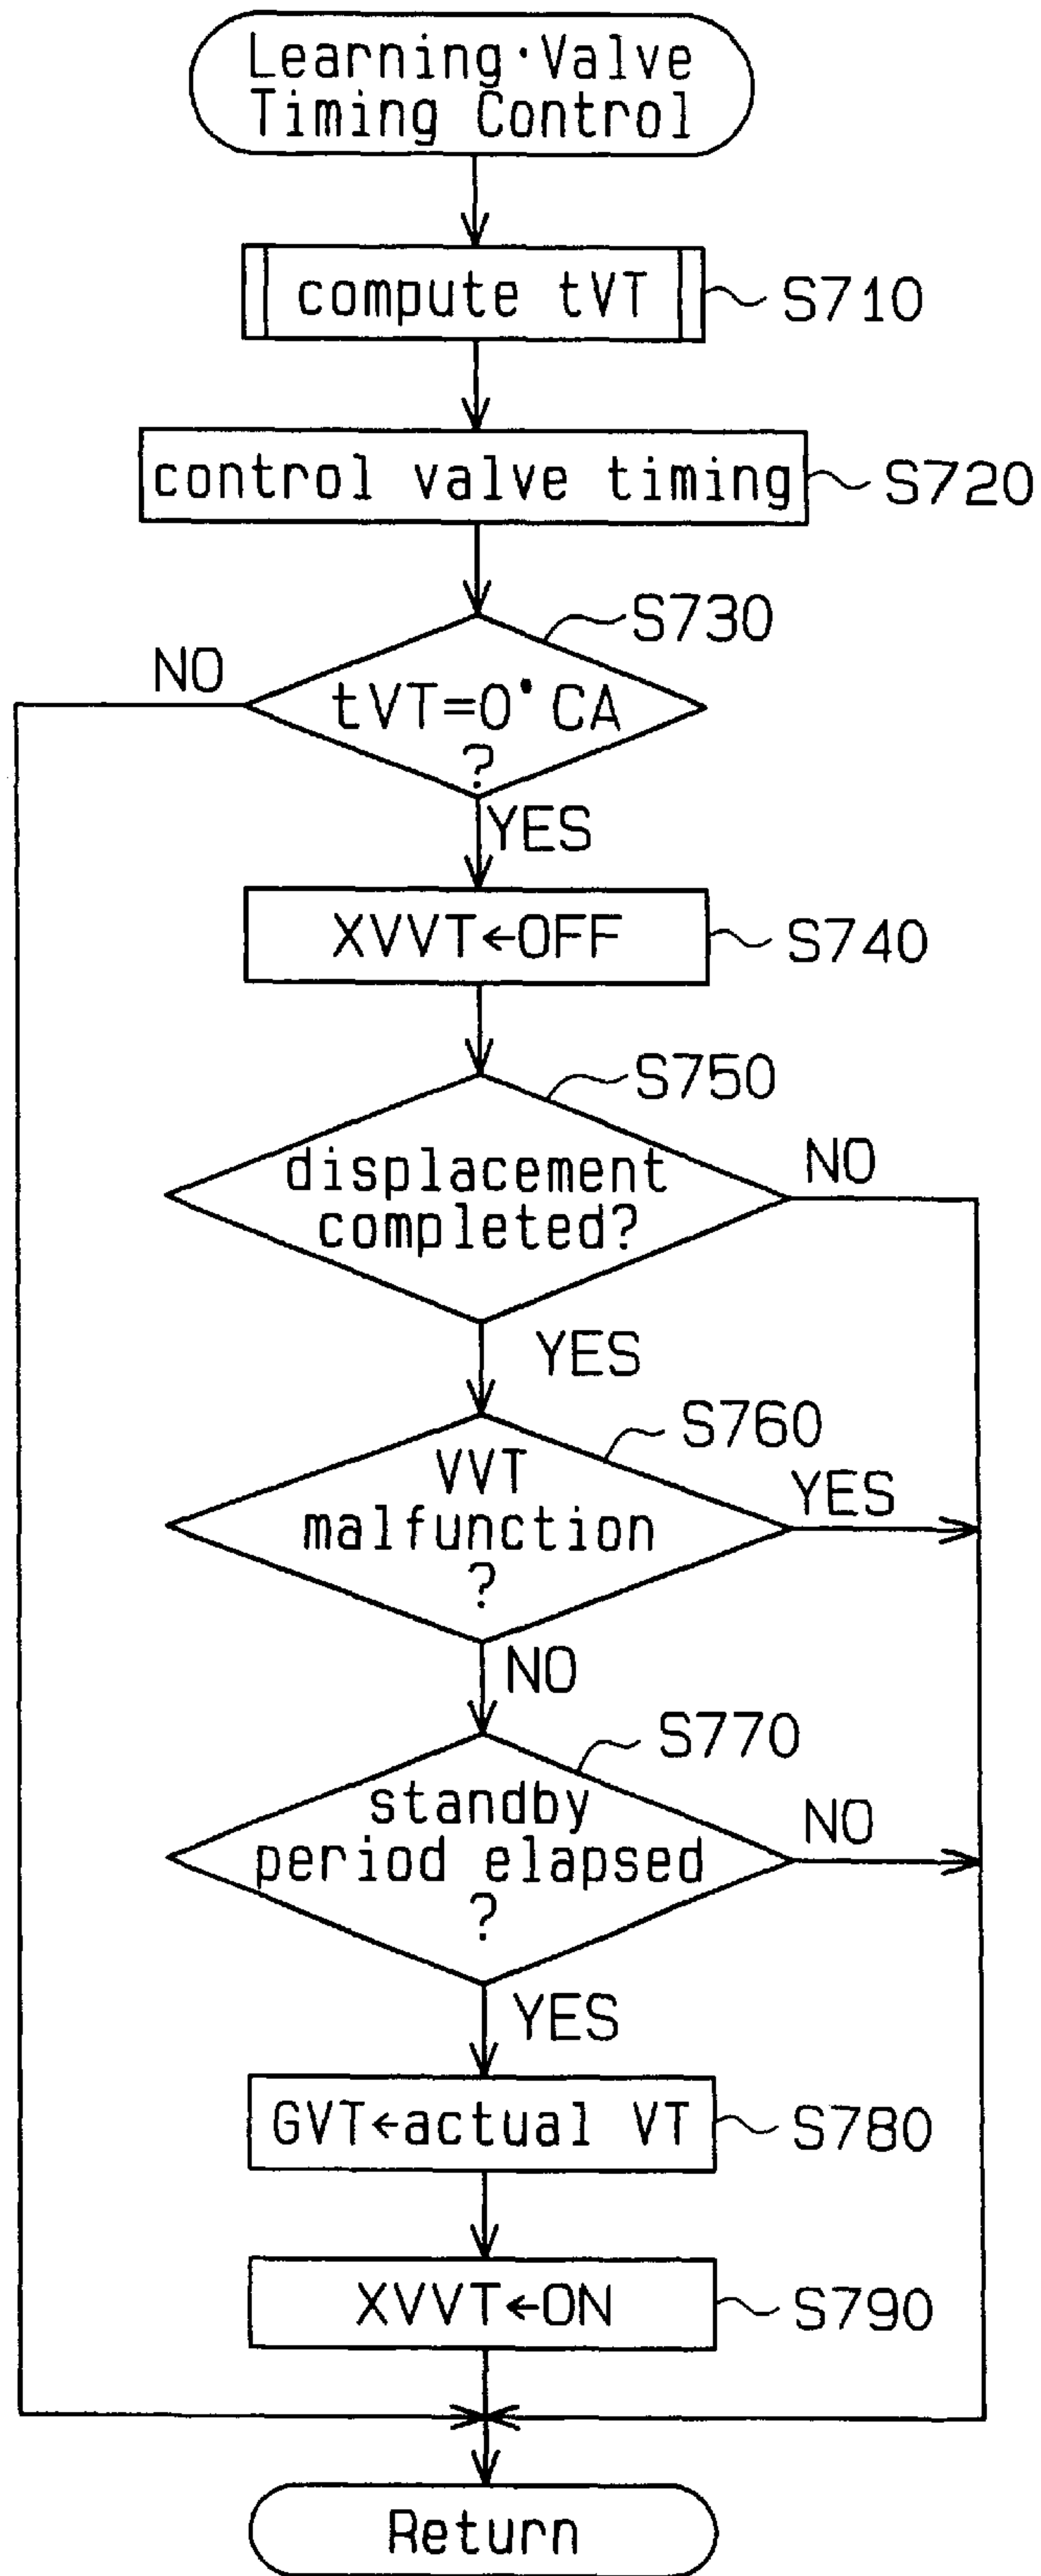 Learning·Valve
Timing Control
compute tVT
S710
control valve timing
S720
S730
NO
tVT=0°CA
?
YES
XVVT←OFF
S740
S750
displacement
completed?
NO
YES
S760
VVT
malfunction
?
YES
NO
S770
standby
period elapsed
?
NO
YES
GVT←actual VT
S780
XVVT←ON
S790
Return